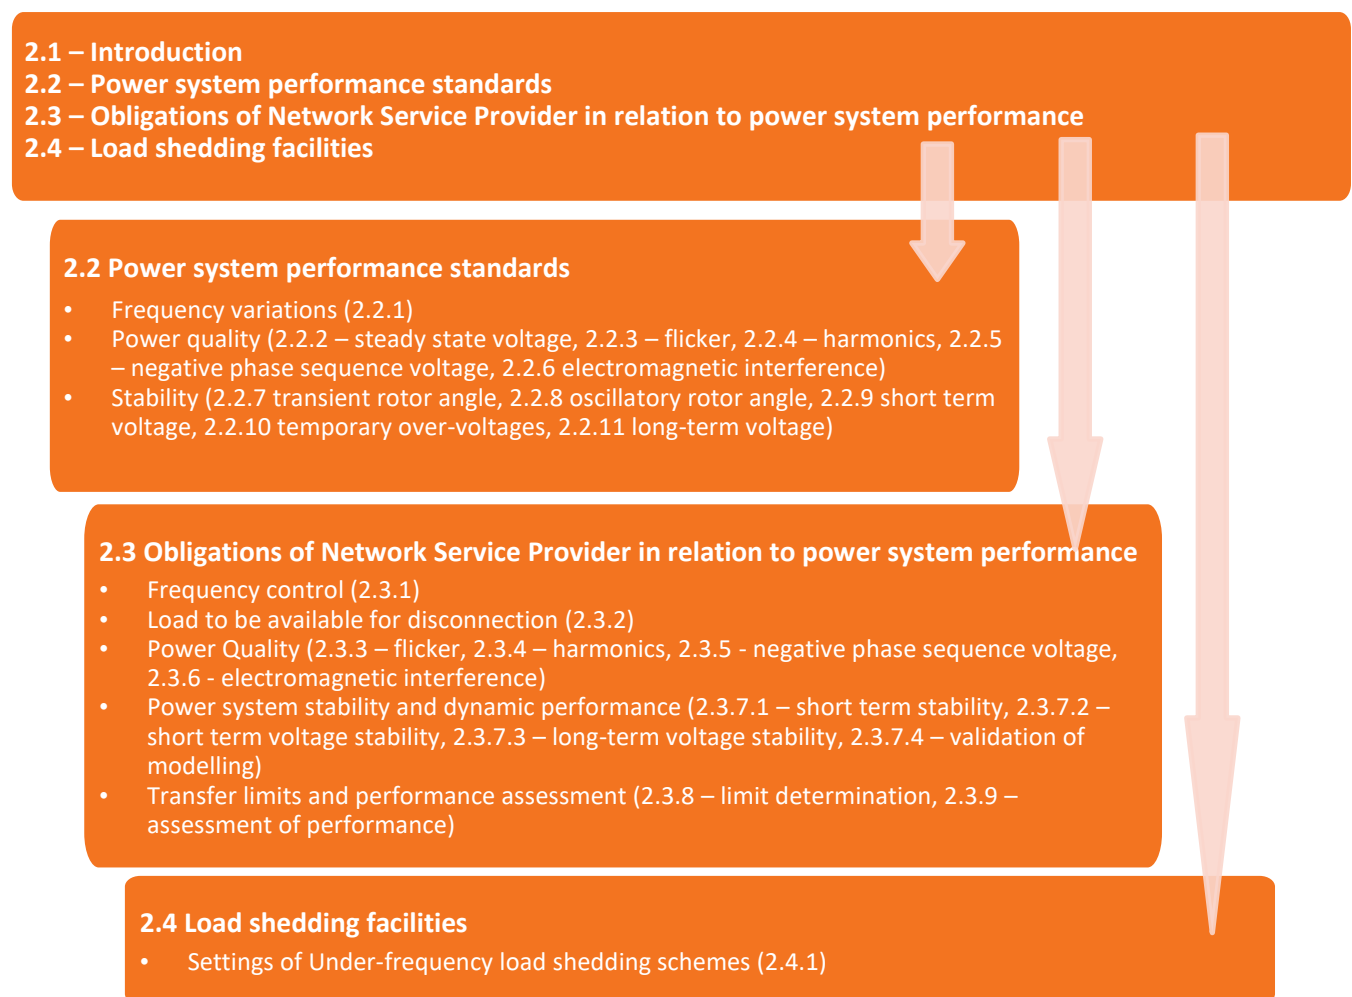 2.1 – Introduction
2.2 – Power system performance standards
2.3 – Obligations of Network Service Provider in relation to power system performance
2.4 – Load shedding facilities
2.2 Power system performance standards
• Frequency variations (2.2.1)
• Power quality (2.2.2 – steady state voltage, 2.2.3 – flicker, 2.2.4 – harmonics, 2.2.5
– negative phase sequence voltage, 2.2.6 electromagnetic interference)
• Stability (2.2.7 transient rotor angle, 2.2.8 oscillatory rotor angle, 2.2.9 short term
voltage, 2.2.10 temporary over-voltages, 2.2.11 long-term voltage)
2.3 Obligations of Network Service Provider in relation to power system performance
• Frequency control (2.3.1)
• Load to be available for disconnection (2.3.2)
• Power Quality (2.3.3 – flicker, 2.3.4 – harmonics, 2.3.5 - negative phase sequence voltage,
2.3.6 - electromagnetic interference)
• Power system stability and dynamic performance (2.3.7.1 – short term stability, 2.3.7.2 –
short term voltage stability, 2.3.7.3 – long-term voltage stability, 2.3.7.4 – validation of
modelling)
• Transfer limits and performance assessment (2.3.8 – limit determination, 2.3.9 –
assessment of performance)
2.4 Load shedding facilities
• Settings of Under-frequency load shedding schemes (2.4.1)